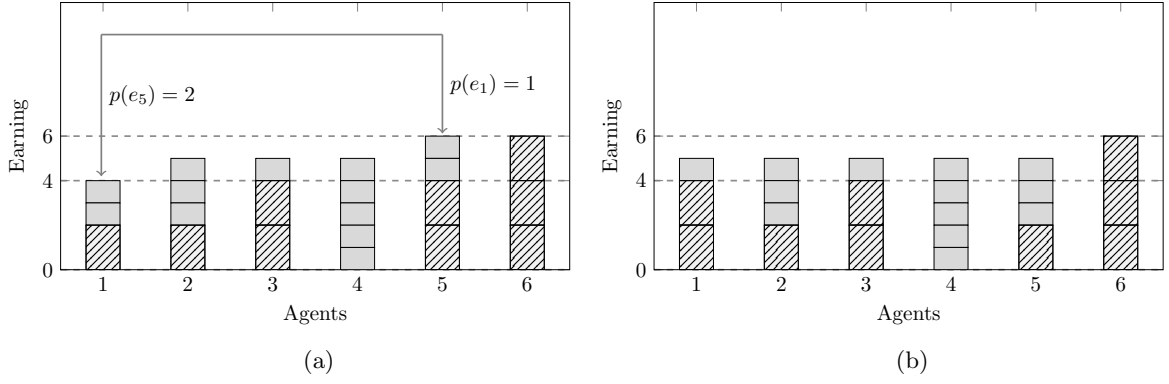 p(e₅) = 2
p(e₁) = 1
Earning
6
4
0
1 2 3 4 5 6
Agents
(a)
Earning
6
4
0
1 2 3 4 5 6
Agents
(b)